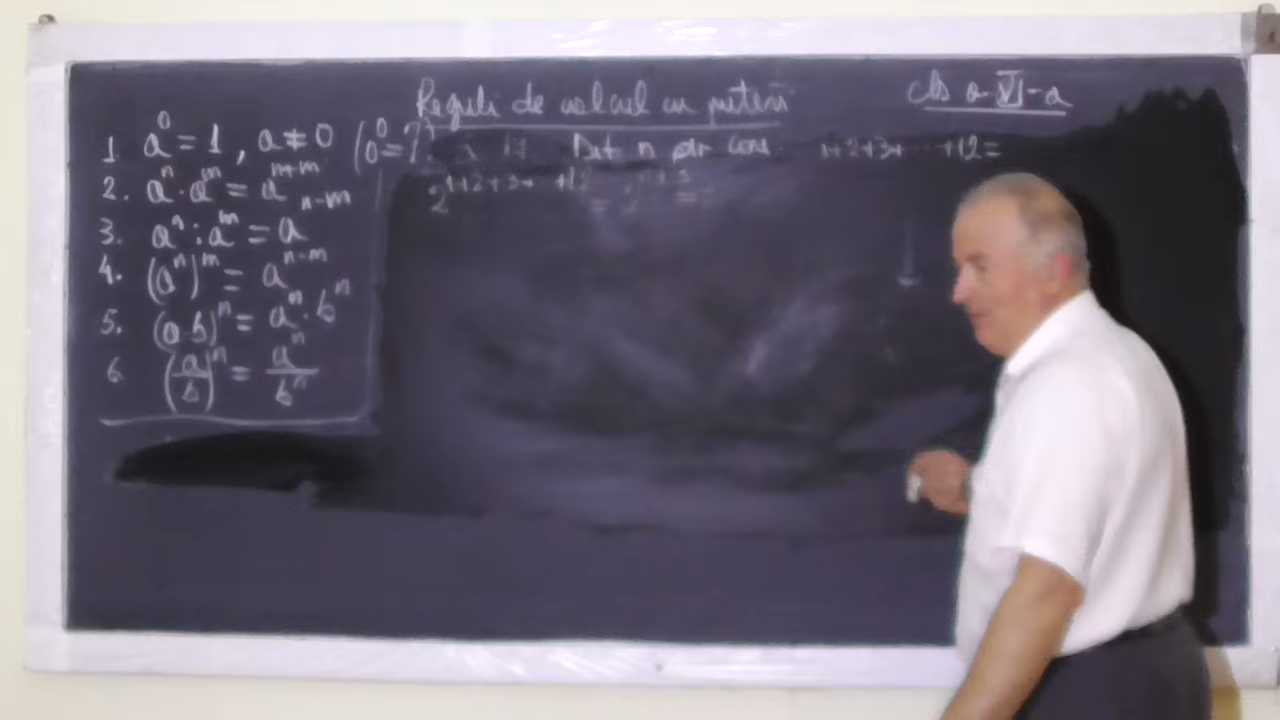 Reguli de calcul cu puteri
cls a-VI-a
1 a⁰ = 1, a ≠ 0 (0⁰=?)
2. aⁿ · aᵐ = aⁿ⁺ᵐ
3. aⁿ : aᵐ = aⁿ⁻ᵐ
4. (aⁿ)ᵐ = aⁿ⁻ᵐ
5. (a·b)ⁿ = aⁿ · bⁿ
6. (a/b)ⁿ = aⁿ/bⁿ
Det n ptr care
1+2+3+···+12=
2¹⁺²⁺³⁺···⁺¹² =